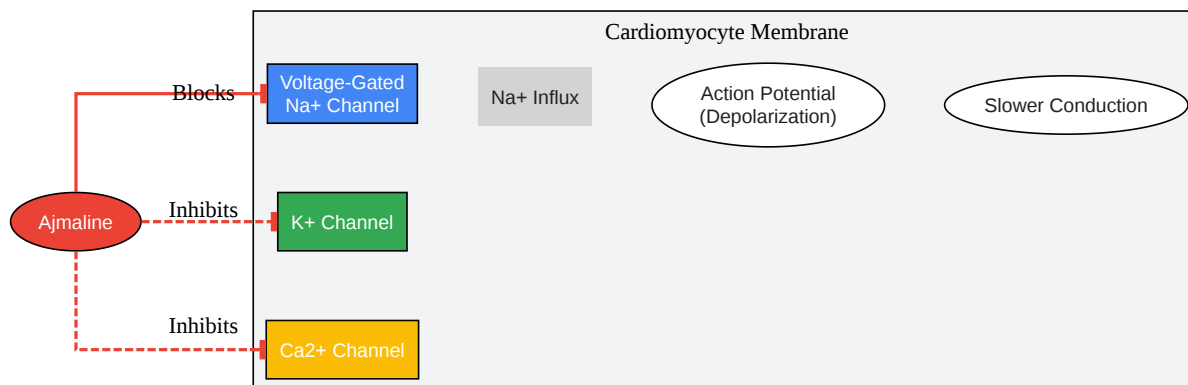 Cardiomyocyte Membrane
Blocks
Voltage-Gated
Na+ Channel
Na+ Influx
Action Potential
(Depolarization)
Slower Conduction
Ajmaline
Inhibits
K+ Channel
Inhibits
Ca2+ Channel